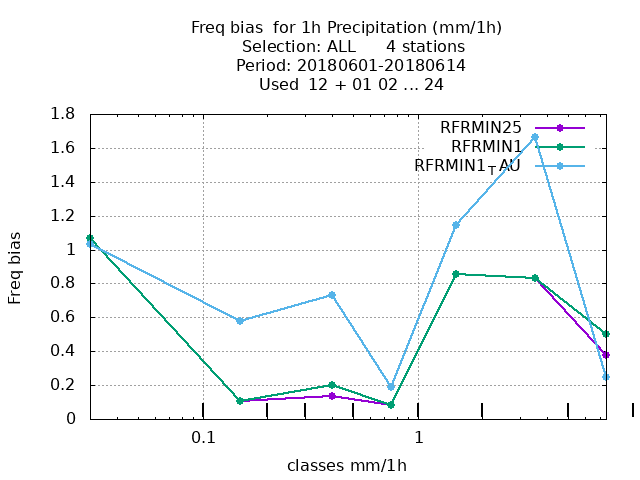 Freq bias  for 1h Precipitation (mm/1h)
Selection: ALL      4 stations
Period: 20180601-20180614
Used  12 + 01 02 ... 24
RFRMIN25
RFRMIN1
RFRMIN1TAU
1.8
1.6
1.4
1.2
1
0.8
0.6
0.4
0.2
0
Freq bias
0.1
1
classes mm/1h